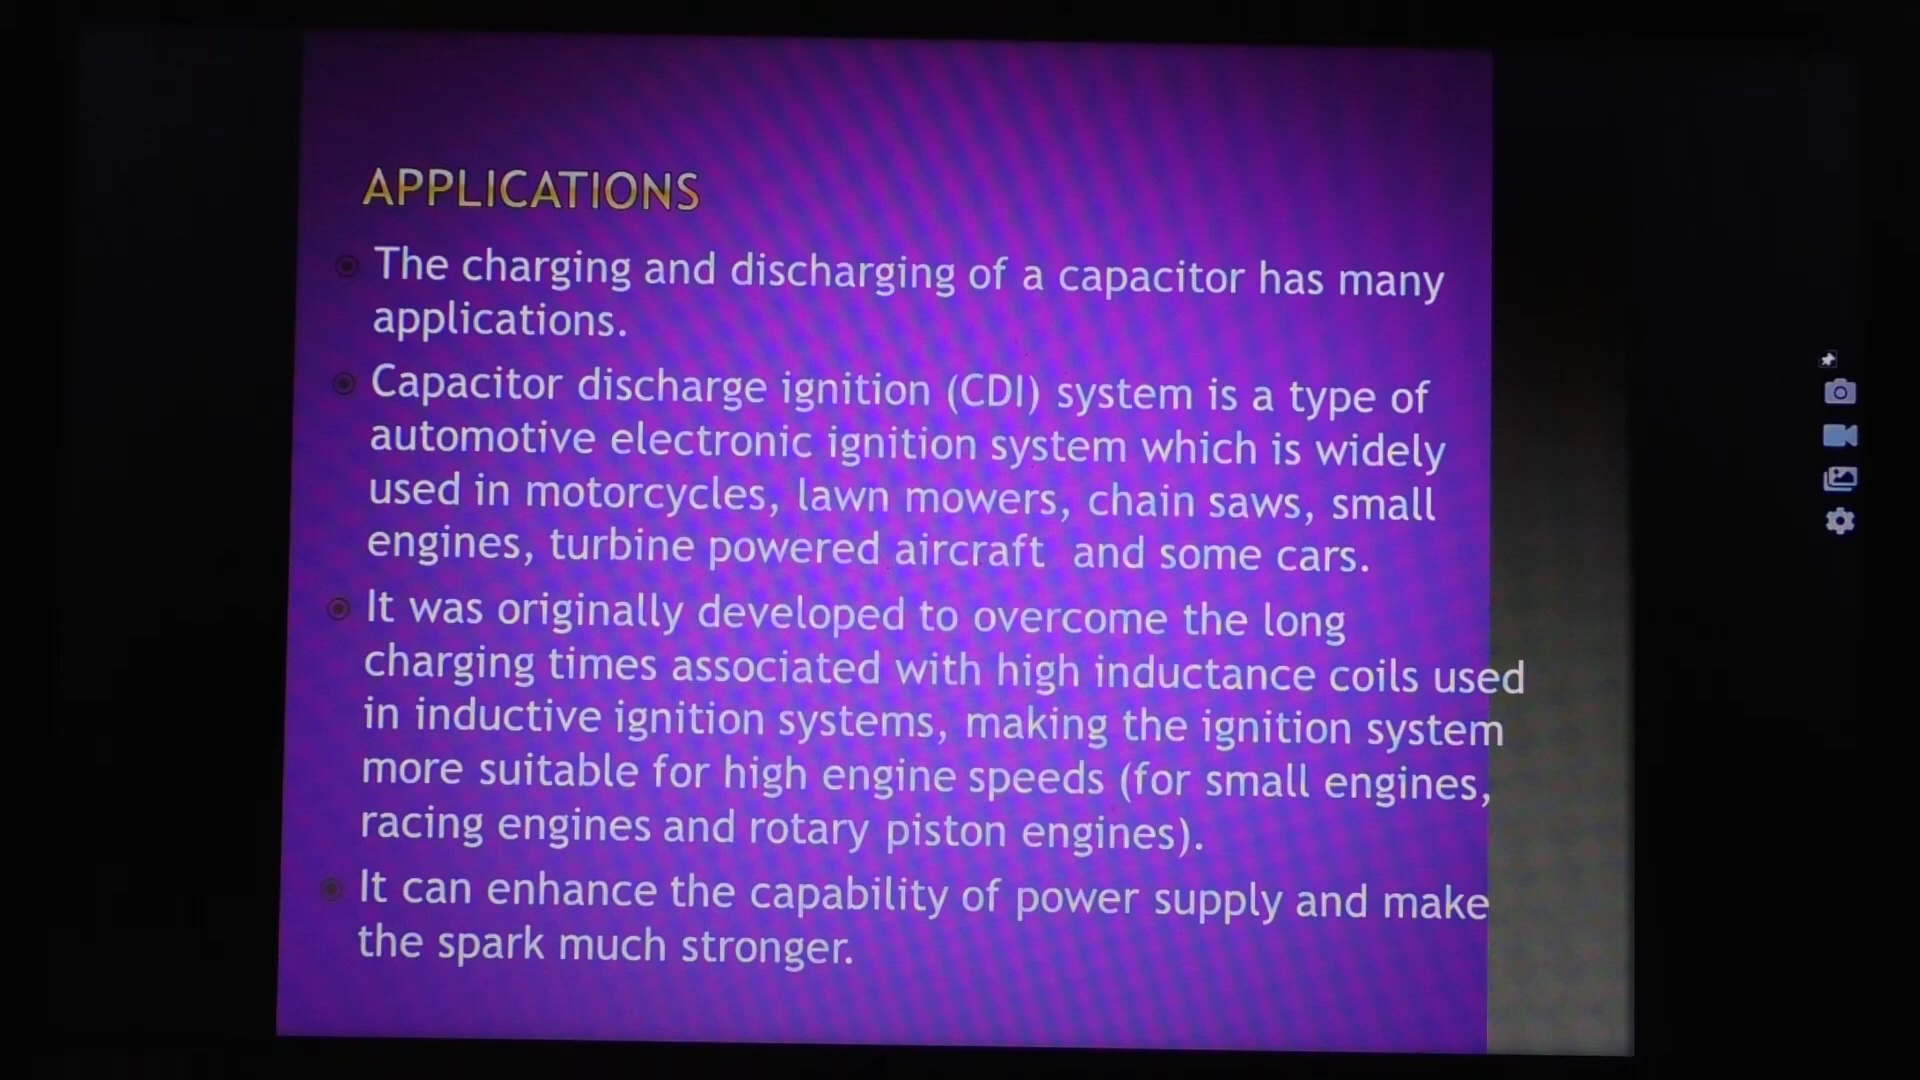 APPLICATIONS
The charging and discharging of a capacitor has many
applications.
Capacitor discharge ignition (CDI) system is a type of
automotive electronic ignition system which is widely
used in motorcycles, lawn mowers, chain saws, small
engines, turbine powered aircraft and some cars.
It was originally developed to overcome the long
charging times associated with high inductance coils used
in inductive ignition systems, making the ignition system
more suitable for high engine speeds (for small engines,
racing engines and rotary piston engines).
It can enhance the capability of power supply and make
the spark much stronger.